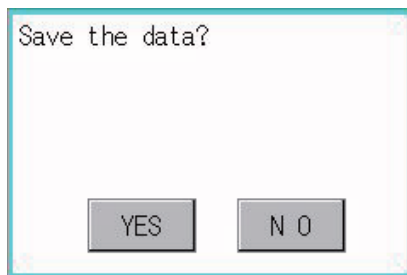 Save the data?
YES N O